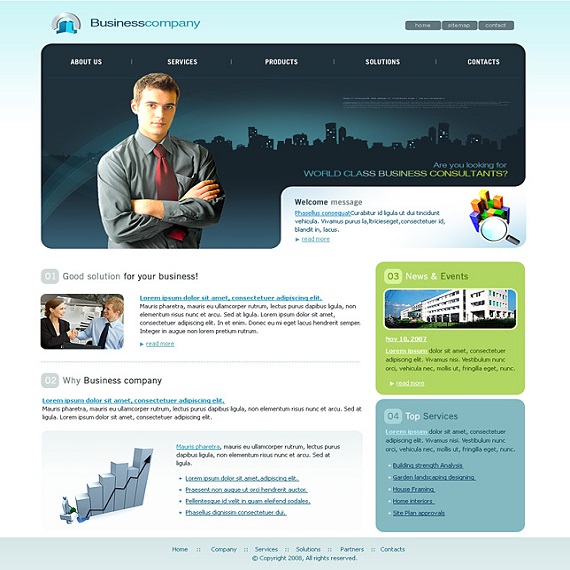 Businesscompany
home sitemap contact
ABOUT US SERVICES PRODUCTS SOLUTIONS CONTACTS
Are you looking for
WORLD CLASS BUSINESS CONSULTANTS?
Welcome message
Phasellus consequatCurabitur id ligula ut dui tincidunt
vehicula. Vivamus purus la,ltricieseget,consectetuer id,
blandit in, lacus.
read more
01 Good solution for your business!
Lorem ipsum dolor sit amet, consectetuer adipiscing elit.
Mauris pharetra, mauris eu ullamcorper rutrum, lectus purus dapibus ligula, non
elementum risus nunc eu arcu. Sed at ligula. Lorem ipsum dolor sit amet,
consectetuer adipiscing elit. In et enim. Donec eu mi eget lacus hendrerit semper.
Integer in augue non lorem pretium rutrum.
read more
02 Why Business company
Lorem ipsum dolor sit amet, consectetuer adipiscing elit.
Mauris pharetra, mauris eu ullamcorper rutrum, lectus purus dapibus ligula, non elementum risus nunc eu arcu. Sed at
ligula. Lorem ipsum dolor sit amet.
Mauris pharetra, mauris eu ullamcorper rutrum, lectus purus
dapibus ligula, non elementum risus nunc eu arcu. Sed at
ligula.
Lorem ipsum dolor sit amet,adipiscing elit.
Praesent non augue ut orci hendrerit auctor.
Pellentesque id velit in quam eleifend sodales.
Phasellus dignissim consectetuer dui.
03 News & Events
Nov 10, 2007
Lorem ipsum dolor sit amet, consectetuer
adipiscing elit. Vivamus nisi. Vestibulum nunc
orci, vehicula nec, mollis ut, fringilla eget, nunc.
read more
04 Top Services
Lorem ipsum dolor sit amet, consectetuer
adipiscing elit. Vivamus nisi. Vestibulum nunc
orci, vehicula nec, mollis ut, fringilla eget, nunc.
Building strength Analysis
Garden landscaping designing
House Framing
Home interiors
Site Plan approvals
Home :: Company :: Services :: Solutions :: Partners :: Contacts
© Copyright 2008, All rights reserved.